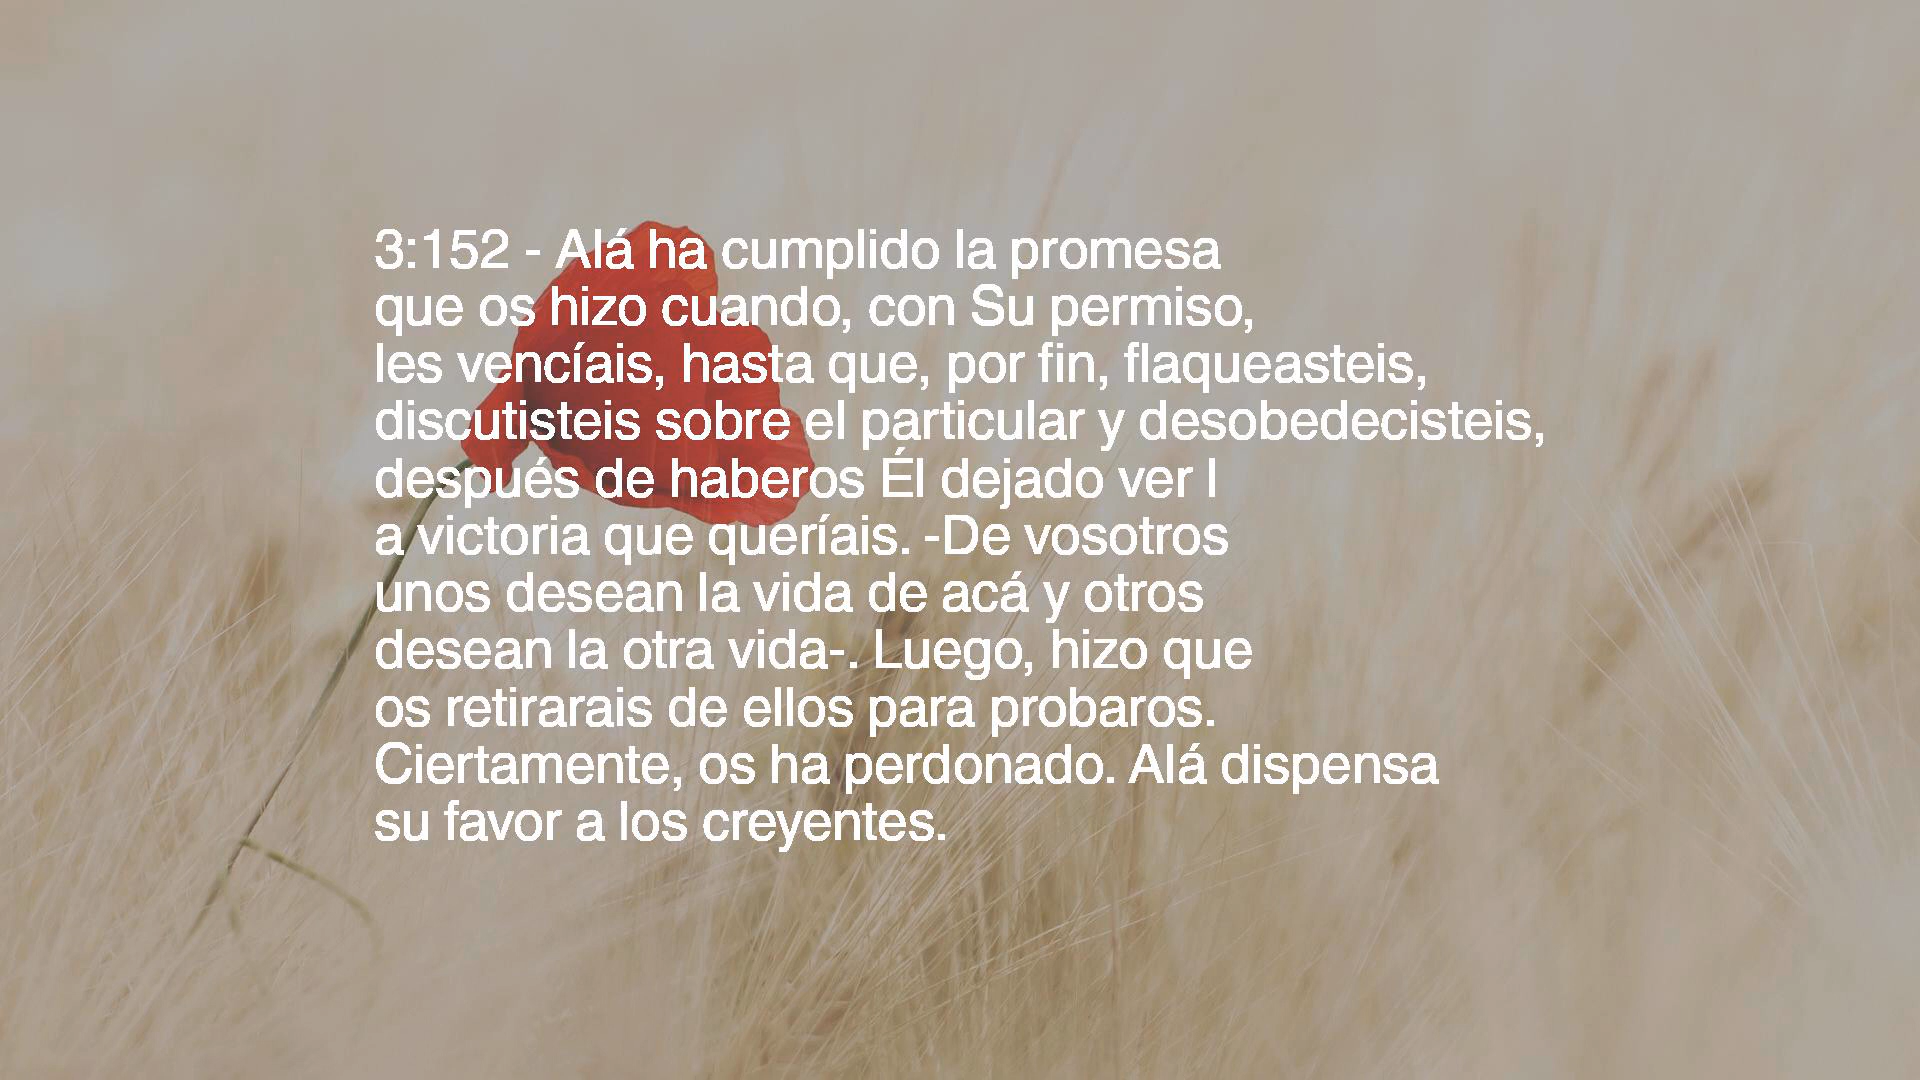 3:152 - Alá ha cumplido la promesa
que os hizo cuando, con Su permiso,
les vencíais, hasta que, por fin, flaqueasteis,
discutisteis sobre el particular y desobedecisteis,
después de haberos Él dejado ver l
a victoria que queríais. -De vosotros
unos desean la vida de acá y otros
desean la otra vida-. Luego, hizo que
os retirarais de ellos para probaros.
Ciertamente, os ha perdonado. Alá dispensa
su favor a los creyentes.